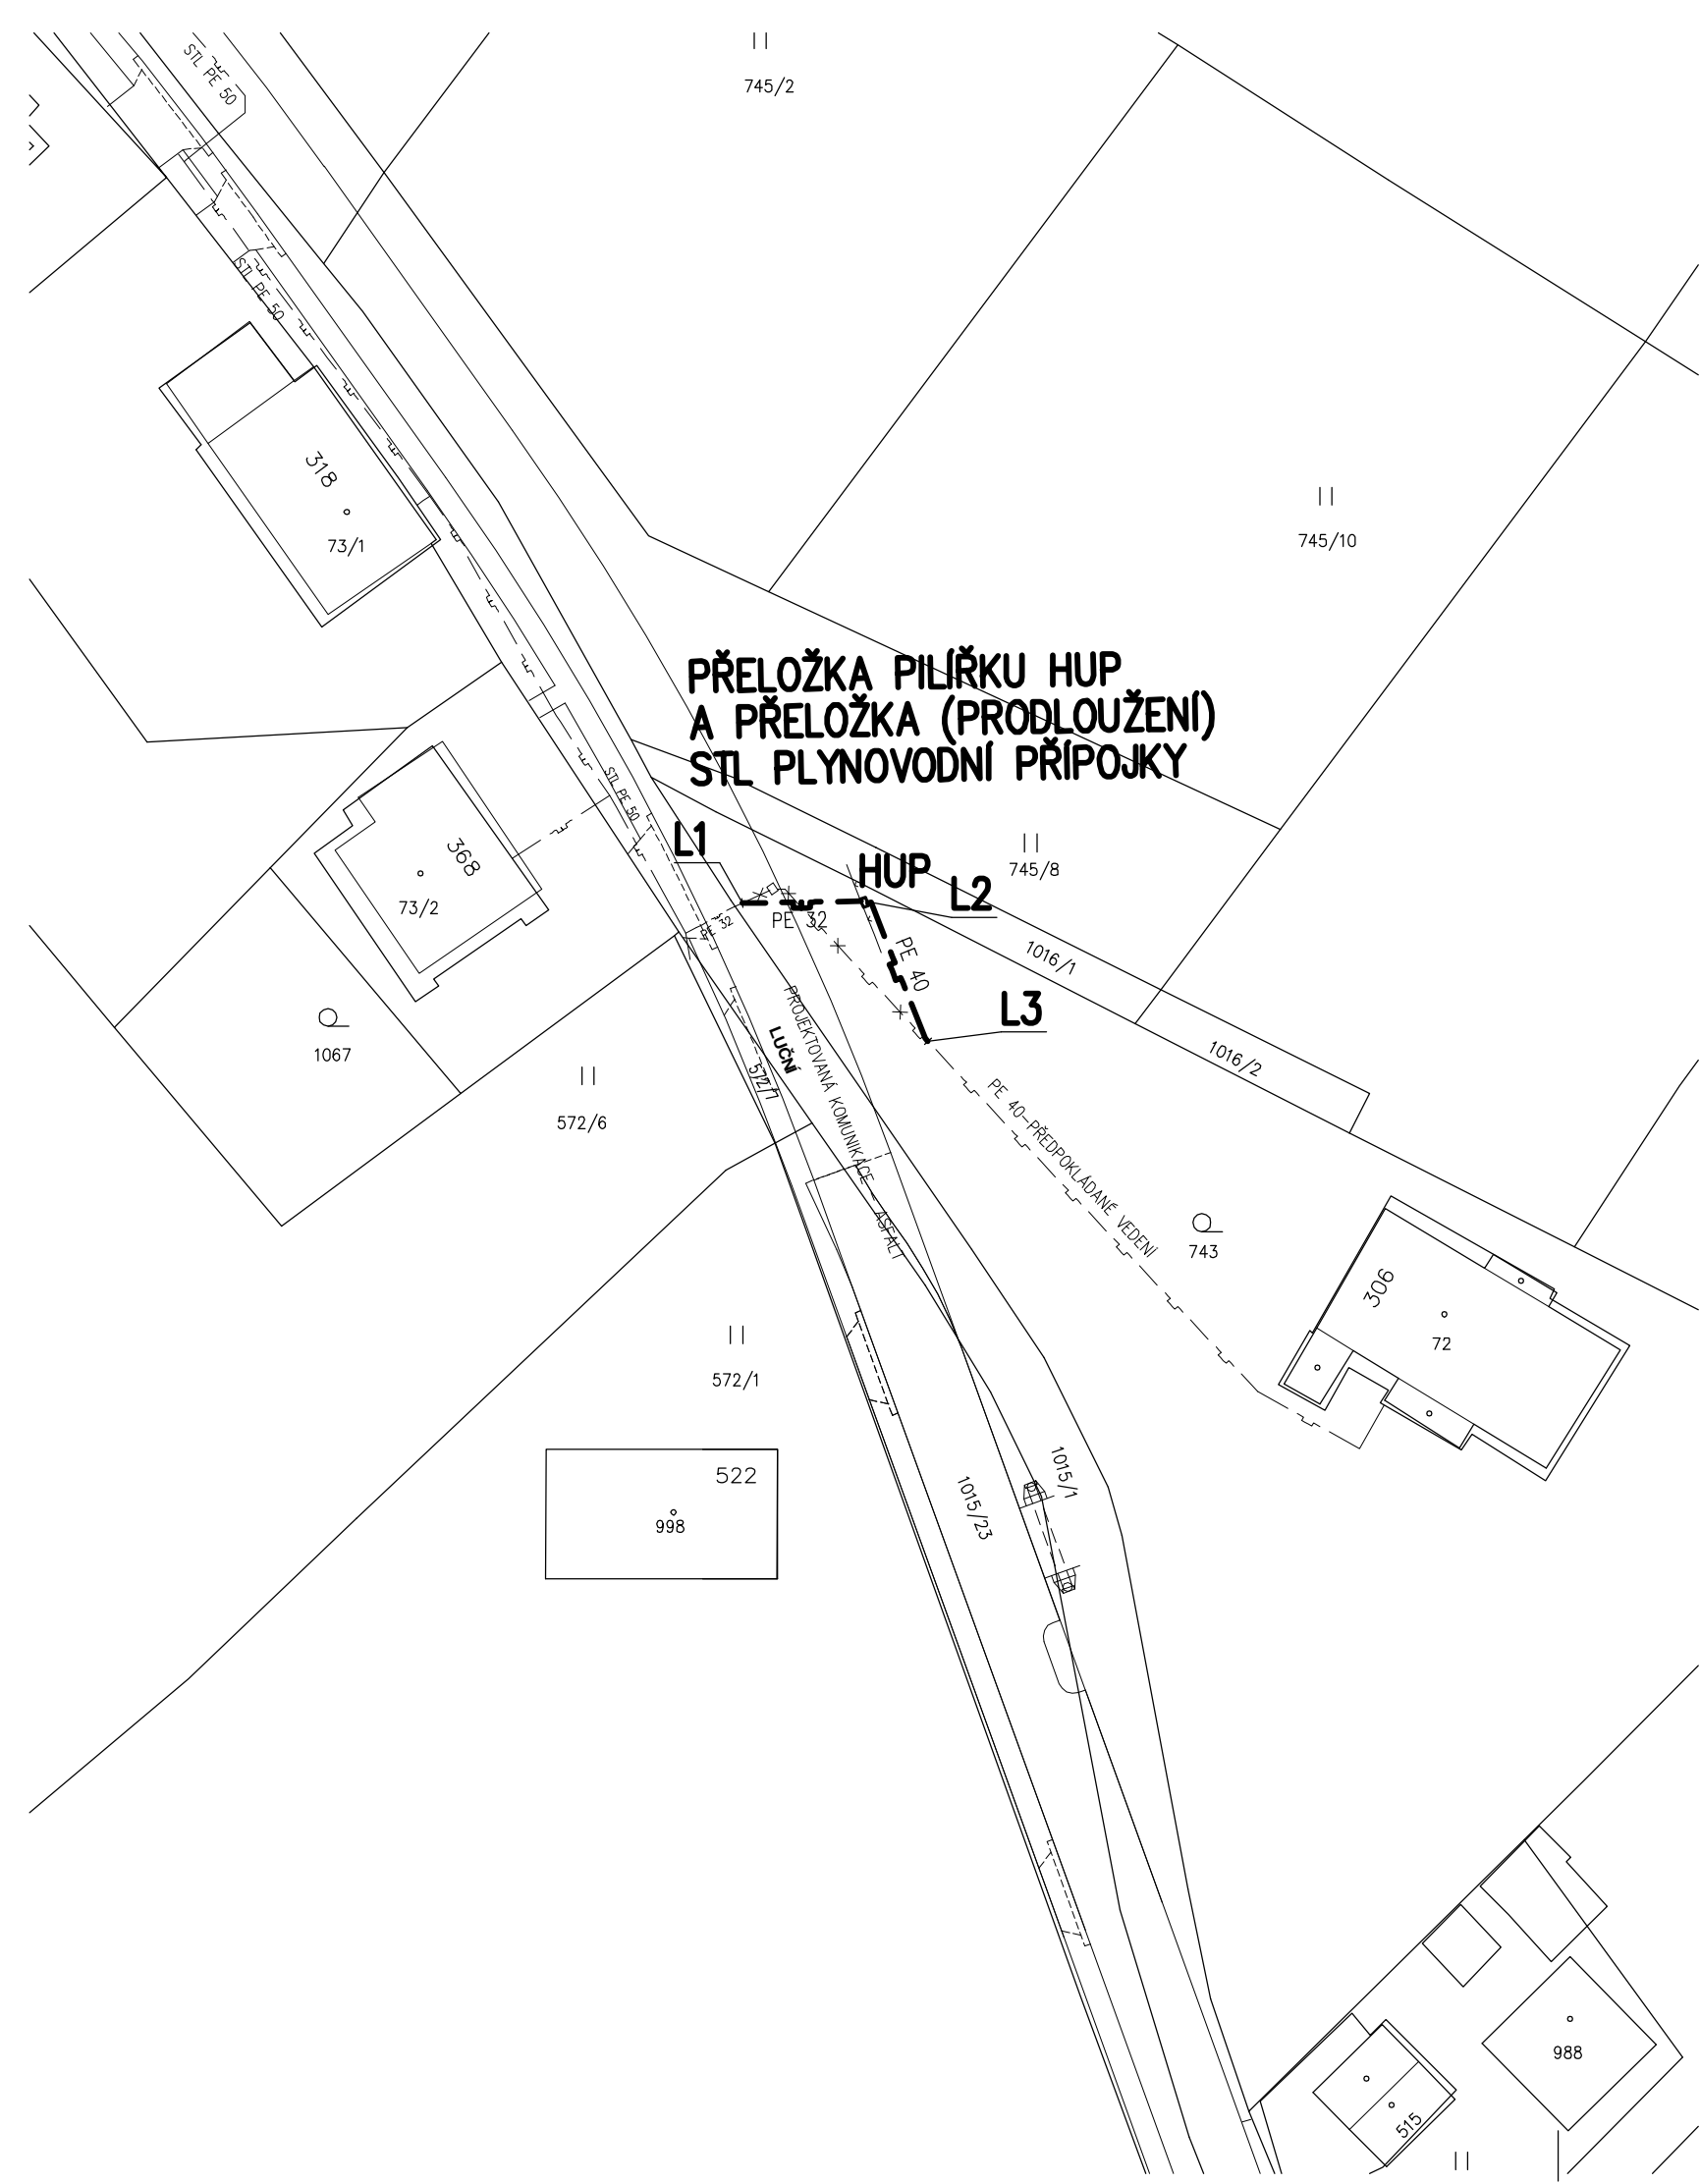 STL PE 50
745/2
STL PE 50
318
73/1
745/10
PŘELOŽKA PILÍŘKU HUP
A PŘELOŽKA (PRODLOUŽENÍ)
STL PLYNOVODNÍ PŘÍPOJKY
STL PE 50
L1
368
73/2
HUP
745/8
L2
PE 32
PE 32
PE 40
1016/1
L3
1067
LUČNÍ
PROJEKTOVANÁ KOMUNIKACE – ASFALT
572/7
572/6
1016/2
PE 40-PŘEDPOKLÁDANÉ VEDENÍ
743
306
72
572/1
522
998
1015/1
1015/23
988
515